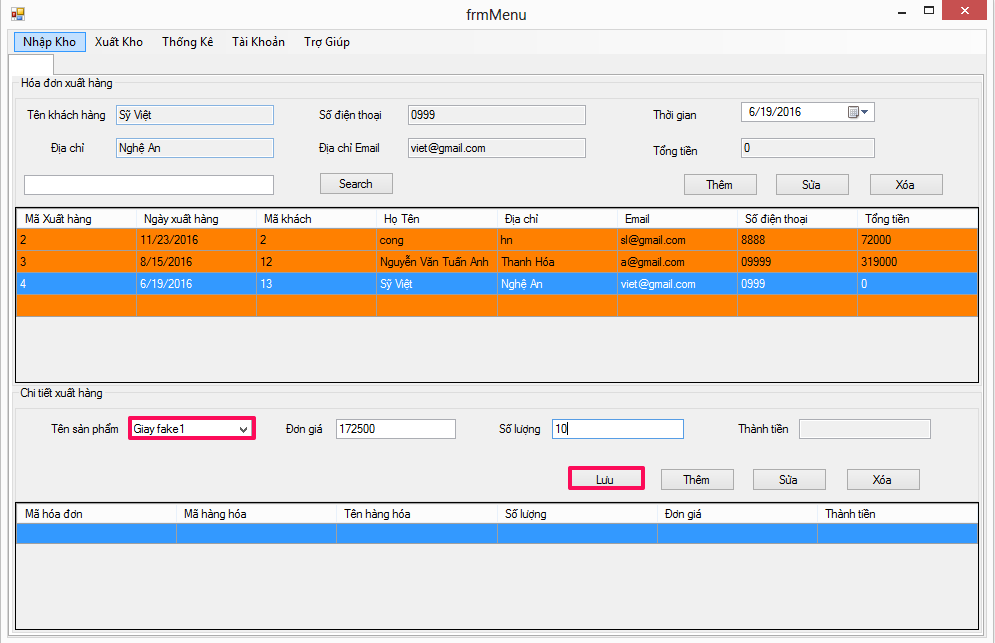 frmMenu
Nhập Kho Xuất Kho Thống Kê Tài Khoản Trợ Giúp
Hóa đơn xuất hàng
Tên khách hàng Sỹ Việt Số điện thoại 0999 Thời gian 6/19/2016
Địa chỉ Nghệ An Địa chỉ Email viet@gmail.com Tổng tiền 0
Search Thêm Sửa Xóa
Mã Xuất hàng Ngày xuất hàng Mã khách Họ Tên Địa chỉ Email Số điện thoại Tổng tiền
2 11/23/2016 2 cong hn sl@gmail.com 8888 72000
3 8/15/2016 12 Nguyễn Văn Tuấn Anh Thanh Hóa a@gmail.com 09999 319000
4 6/19/2016 13 Sỹ Việt Nghệ An viet@gmail.com 0999 0
Chi tiết xuất hàng
Tên sản phẩm Giay fake1 Đơn giá 172500 Số lượng 10 Thành tiền
Lưu Thêm Sửa Xóa
Mã hóa đơn Mã hàng hóa Tên hàng hóa Số lượng Đơn giá Thành tiền